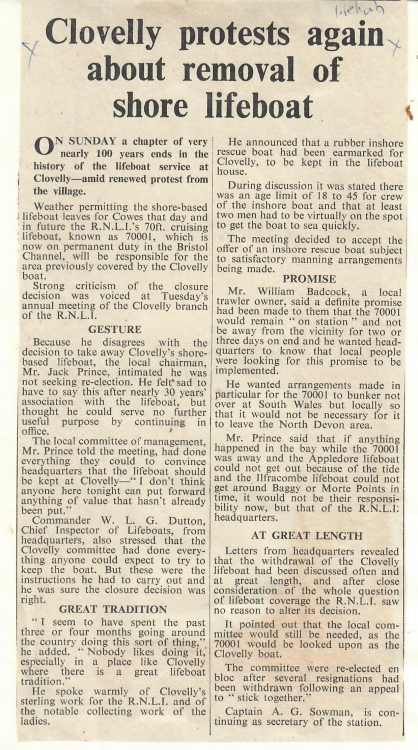 lifeboat
Clovelly protests again
about removal of
shore lifeboat
ON SUNDAY a chapter of very
nearly 100 years ends in the
history of the lifeboat service at
Clovelly—amid renewed protest from
the village.
Weather permitting the shore-based
lifeboat leaves for Cowes that day and
in future the R.N.L.I.'s 70ft. cruising
lifeboat, known as 70001, which is
now on permanent duty in the Bristol
Channel, will be responsible for the
area previously covered by the Clovelly
boat.
Strong criticism of the closure
decision was voiced at Tuesday's
annual meeting of the Clovelly branch
of the R.N.L.I.
GESTURE
Because he disagrees with the
decision to take away Clovelly's shore-
based lifeboat, the local chairman,
Mr. Jack Prince, intimated he was
not seeking re-election. He felt sad to
have to say this after nearly 30 years'
association with the lifeboat, but
thought he could serve no further
useful purpose by continuing in
office.
The local committee of management,
Mr. Prince told the meeting, had done
everything they could to convince
headquarters that the lifeboat should
be kept at Clovelly—" I don't think
anyone here tonight can put forward
anything of value that hasn't already
been put."
Commander W. L. G. Dutton,
Chief Inspector of Lifeboats, from
headquarters, also stressed that the
Clovelly committee had done every-
thing anyone could expect to try to
keep the boat. But these were the
instructions he had to carry out and
he was sure the closure decision was
right.
GREAT TRADITION
" I seem to have spent the past
three or four months going around
the country doing this sort of thing,"
he added. " Nobody likes doing it,
especially in a place like Clovelly
where there is a great lifeboat
tradition."
He spoke warmly of Clovelly's
sterling work for the R.N.L.I. and of
the notable collecting work of the
ladies.
He announced that a rubber inshore
rescue boat had been earmarked for
Clovelly, to be kept in the lifeboat
house.
During discussion it was stated there
was an age limit of 18 to 45 for crew
of the inshore boat and that at least
two men had to be virtually on the spot
to get the boat to sea quickly.
The meeting decided to accept the
offer of an inshore rescue boat subject
to satisfactory manning arrangements
being made.
PROMISE
Mr. William Badcock, a local
trawler owner, said a definite promise
had been made to them that the 70001
would remain " on station " and not
be away from the vicinity for two or
three days on end and he wanted head-
quarters to know that local people
were looking for this promise to be
implemented.
He wanted arrangements made in
particular for the 70001 to bunker not
over at South Wales but locally so
that it would not be necessary for it
to leave the North Devon area.
Mr. Prince said that if anything
happened in the bay while the 70001
was away and the Appledore lifeboat
could not get out because of the tide
and the Ilfracombe lifeboat could not
get around Baggy or Morte Points in
time, it would not be their responsi-
bility now, but that of the R.N.L.I.
headquarters.
AT GREAT LENGTH
Letters from headquarters revealed
that the withdrawal of the Clovelly
lifeboat had been discussed often and
at great length, and after close
consideration of the whole question
of lifeboat coverage the R.N.L.I. saw
no reason to alter its decision.
It pointed out that the local com-
mittee would still be needed, as the
70001 would be looked upon as the
Clovelly boat.
The committee were re-elected en
bloc after several resignations had
been withdrawn following an appeal
to " stick together."
Captain A. G. Sowman, is con-
tinuing as secretary of the station.